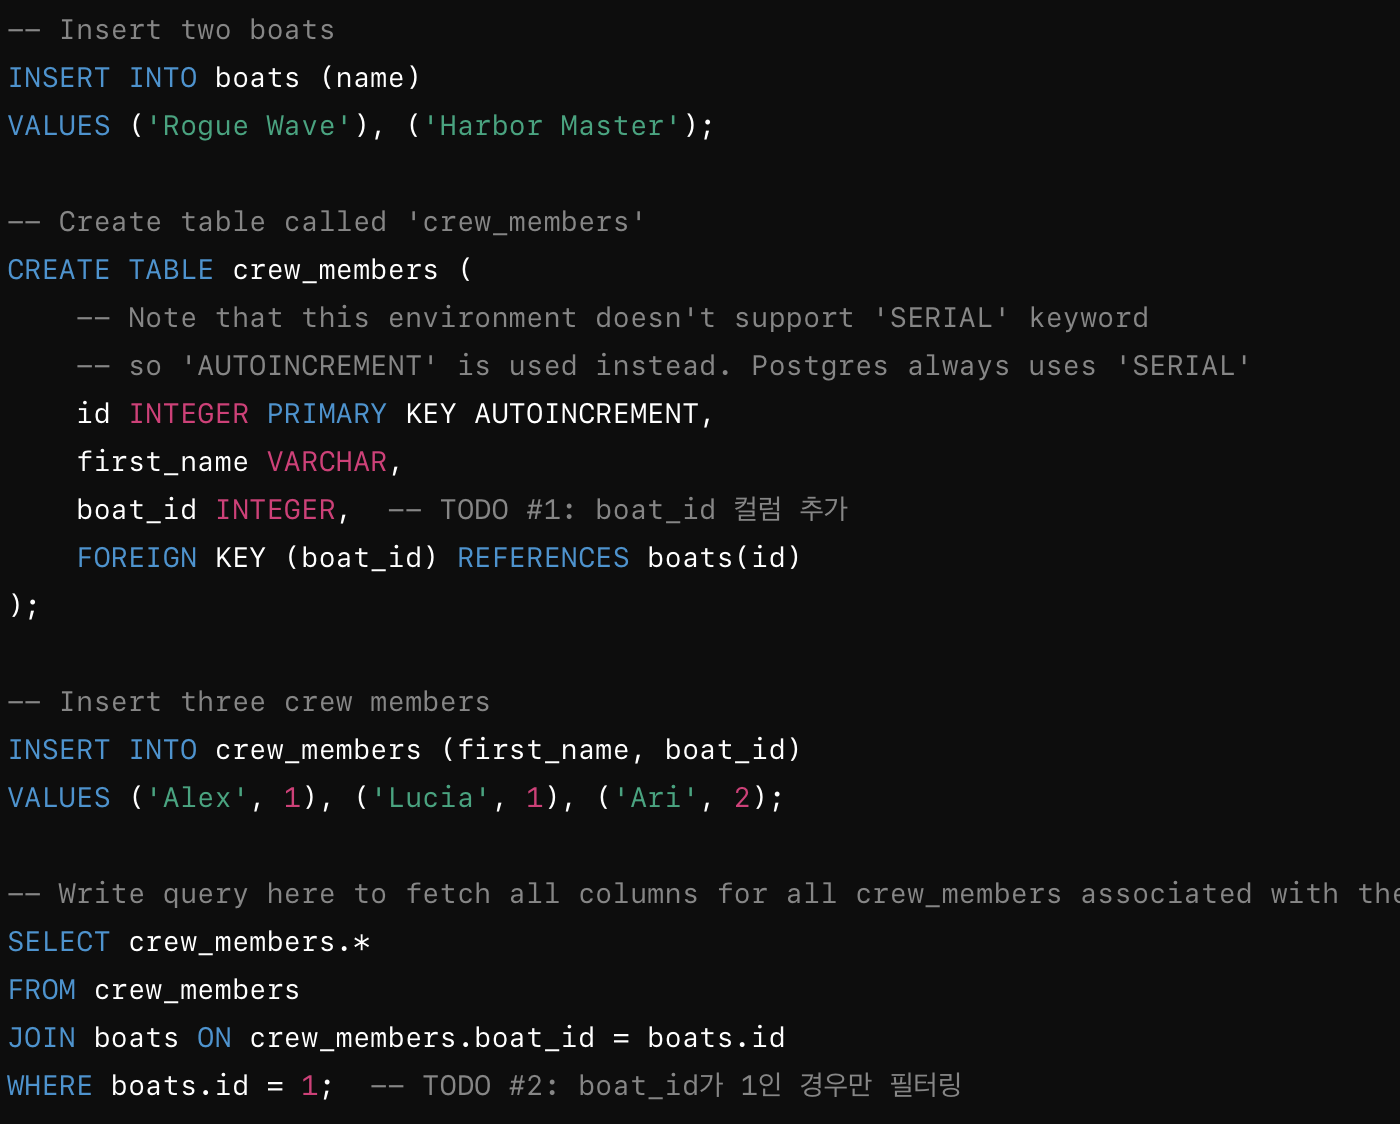 -- Insert two boats
INSERT INTO boats (name)
VALUES ('Rogue Wave'), ('Harbor Master');
-- Create table called 'crew_members'
CREATE TABLE crew_members (
    -- Note that this environment doesn't support 'SERIAL' keyword
    -- so 'AUTOINCREMENT' is used instead. Postgres always uses 'SERIAL'
    id INTEGER PRIMARY KEY AUTOINCREMENT,
    first_name VARCHAR,
    boat_id INTEGER,  -- TODO #1: boat_id 컬럼 추가
    FOREIGN KEY (boat_id) REFERENCES boats(id)
);
-- Insert three crew members
INSERT INTO crew_members (first_name, boat_id)
VALUES ('Alex', 1), ('Lucia', 1), ('Ari', 2);
-- Write query here to fetch all columns for all crew_members associated with the
SELECT crew_members.*
FROM crew_members
JOIN boats ON crew_members.boat_id = boats.id
WHERE boats.id = 1;  -- TODO #2: boat_id가 1인 경우만 필터링